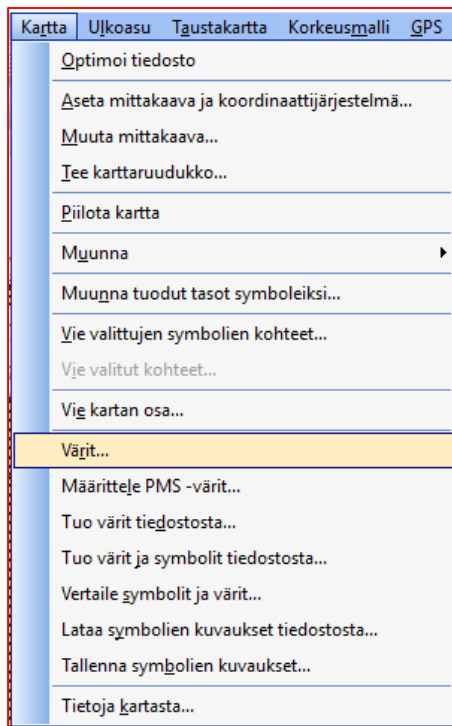 Kartta Ulkoasu Taustakartta Korkeusmalli GPS
Optimoi tiedosto
Aseta mittakaava ja koordinaattijärjestelmä...
Muuta mittakaava...
Tee karttaruudukko...
Piilota kartta
Muunna
Muunna tuodut tasot symboleiksi...
Vie valittujen symbolien kohteet...
Vie valitut kohteet...
Vie kartan osa...
Värit...
Määrittele PMS -värit...
Tuo värit tiedostosta...
Tuo värit ja symbolit tiedostosta...
Vertaile symbolit ja värit...
Lataa symbolien kuvaukset tiedostosta...
Tallenna symbolien kuvaukset...
Tietoja kartasta...